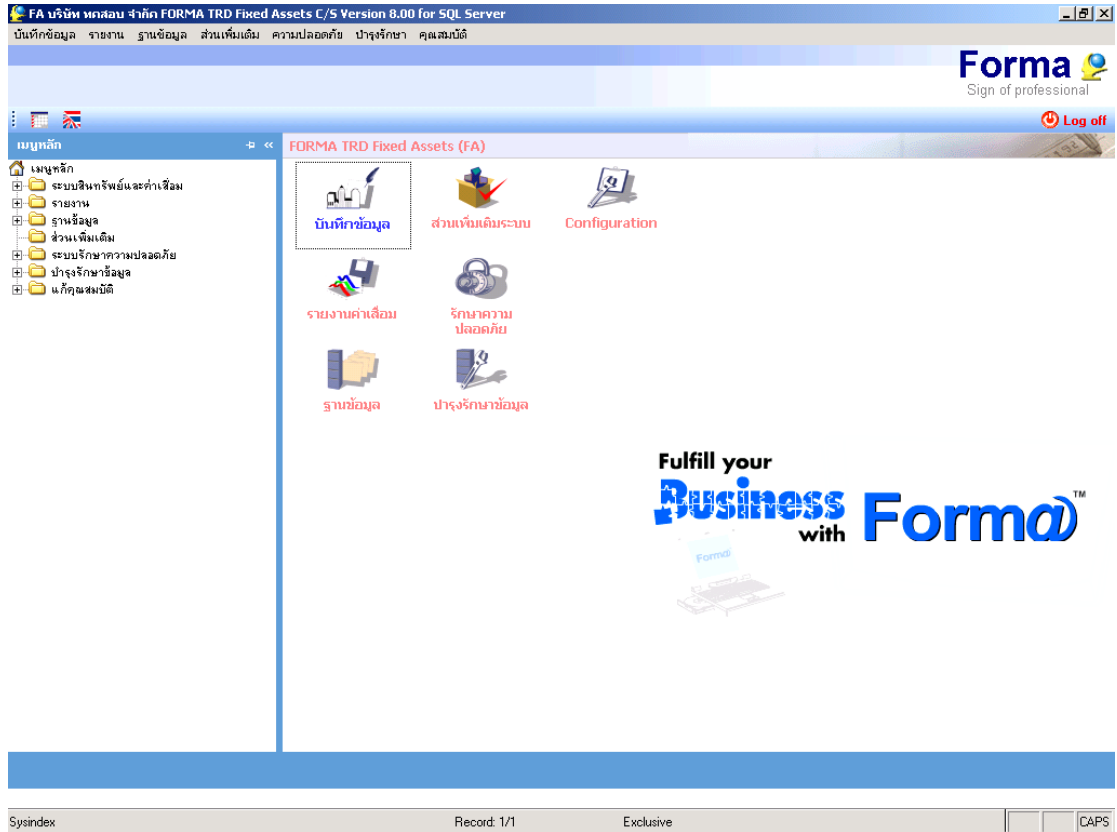 FA บริษัท ทดสอบ จำกัด FORMA TRD Fixed Assets C/S Version 8.00 for SQL Server
บันทึกข้อมูล รายงาน ฐานข้อมูล ส่วนเพิ่มเติม ความปลอดภัย บำรุงรักษา คุณสมบัติ
Forma
Sign of professional
Log off
เมนูหลัก
FORMA TRD Fixed Assets (FA)
เมนูหลัก
ระบบสินทรัพย์และค่าเสื่อม
รายงาน
ฐานข้อมูล
ส่วนเพิ่มเติม
ระบบรักษาความปลอดภัย
บำรุงรักษาข้อมูล
แก้คุณสมบัติ
บันทึกข้อมูล
ส่วนเพิ่มเติมระบบ
Configuration
รายงานค่าเสื่อม
รักษาความ
ปลอดภัย
ฐานข้อมูล
บำรุงรักษาข้อมูล
Fulfill your
Business
with
Forma™
Forma
Sysindex
Record: 1/1
Exclusive
CAPS